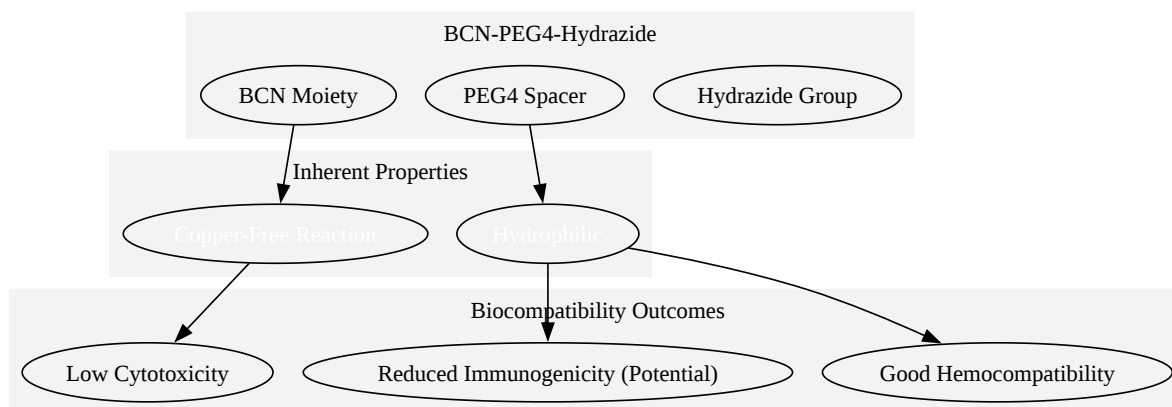 BCN-PEG4-Hydrazide
BCN Moiety
PEG4 Spacer
Hydrazide Group
Inherent Properties
Copper-Free Reaction
Hydrophilic
Biocompatibility Outcomes
Low Cytotoxicity
Reduced Immunogenicity (Potential)
Good Hemocompatibility